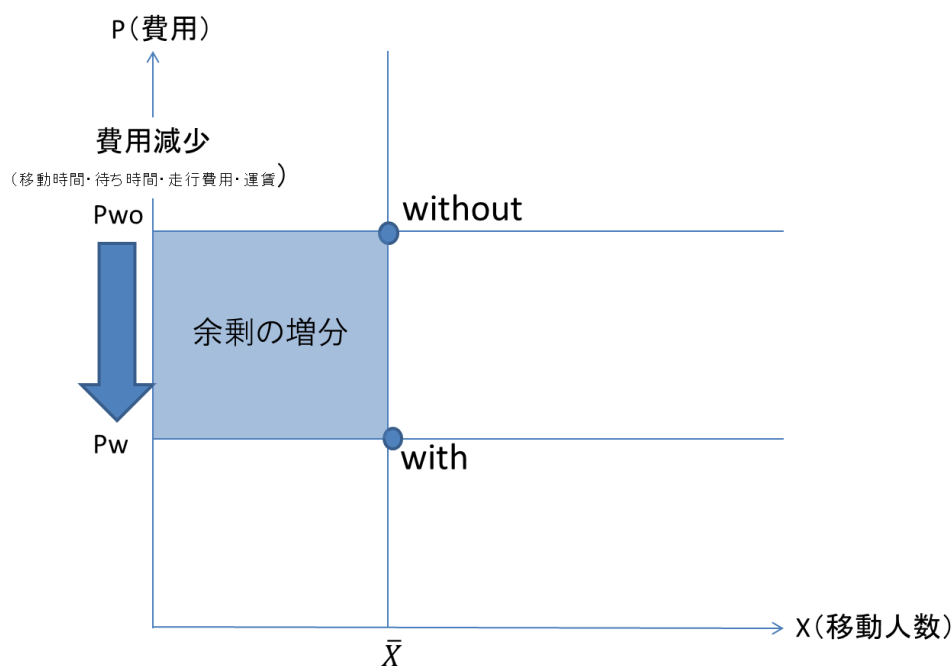 P(費用)
費用減少
(移動時間・待ち時間・走行費用・運賃)
Pwo
without
余剰の増分
Pw
with
X(移動人数)
X̄